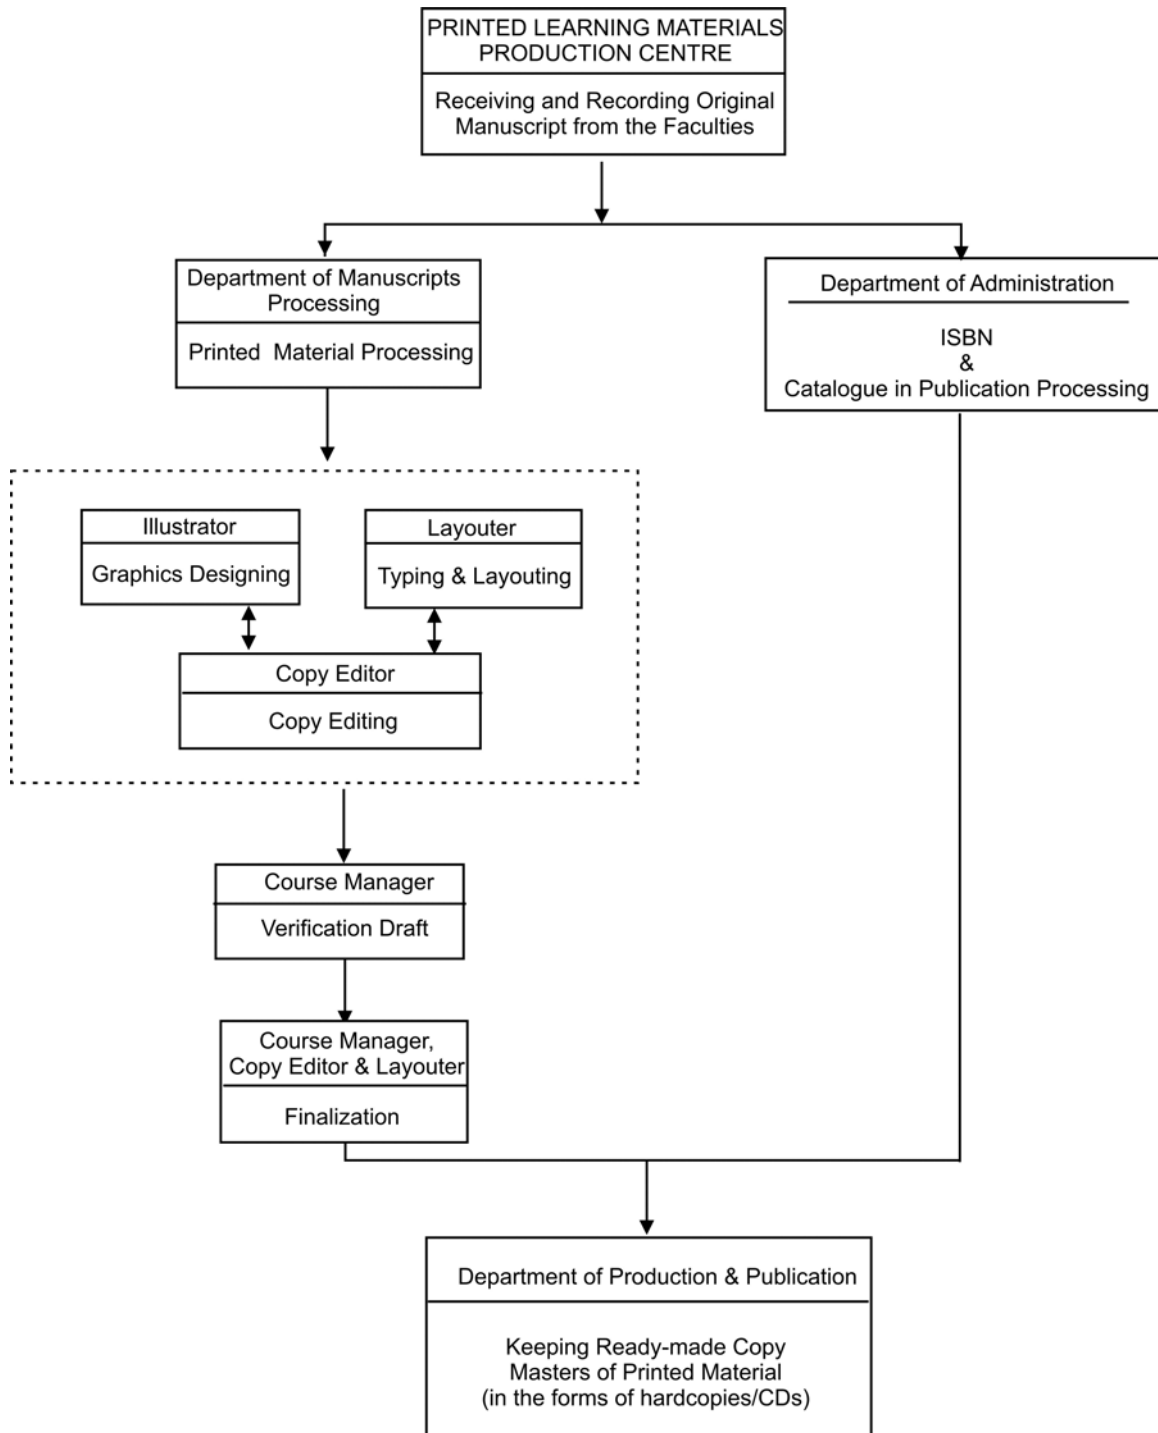 PRINTED LEARNING MATERIALS
PRODUCTION CENTRE
Receiving and Recording Original
Manuscript from the Faculties
Department of Manuscripts
Processing
Printed Material Processing
Department of Administration
ISBN
&
Catalogue in Publication Processing
Illustrator
Graphics Designing
Layouter
Typing & Layouting
Copy Editor
Copy Editing
Course Manager
Verification Draft
Course Manager,
Copy Editor & Layouter
Finalization
Department of Production & Publication
Keeping Ready-made Copy
Masters of Printed Material
(in the forms of hardcopies/CDs)